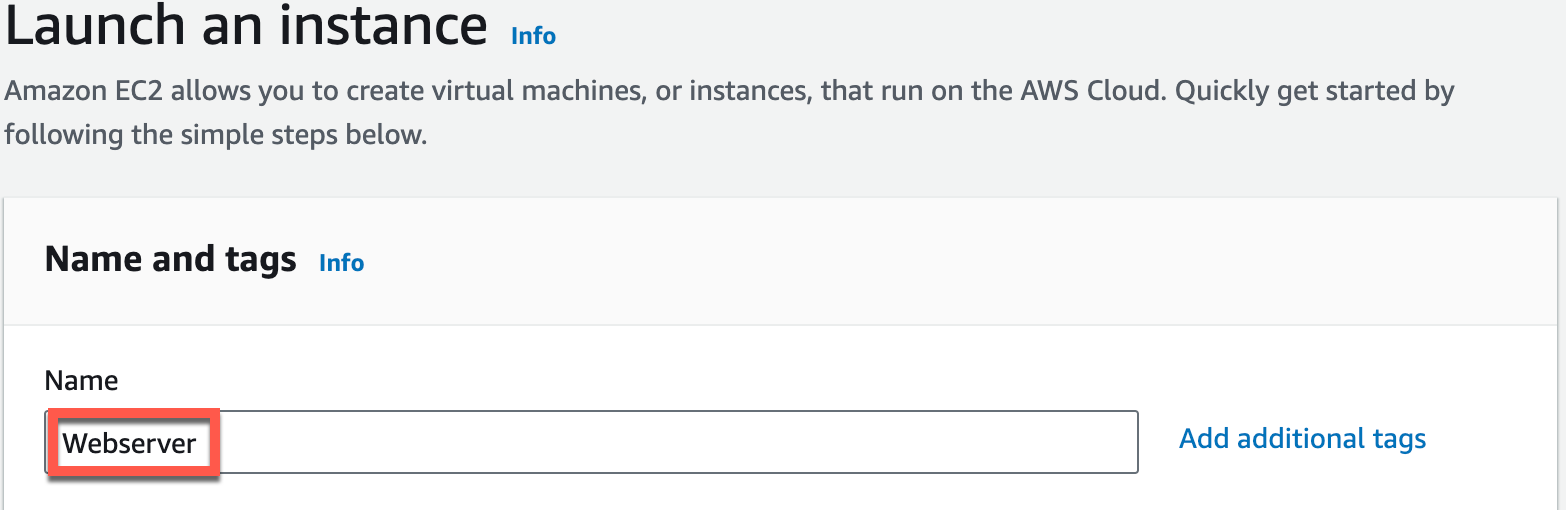 Launch an instance Info
Amazon EC2 allows you to create virtual machines, or instances, that run on the AWS Cloud. Quickly get started by
following the simple steps below.
Name and tags Info
Name
Webserver Add additional tags